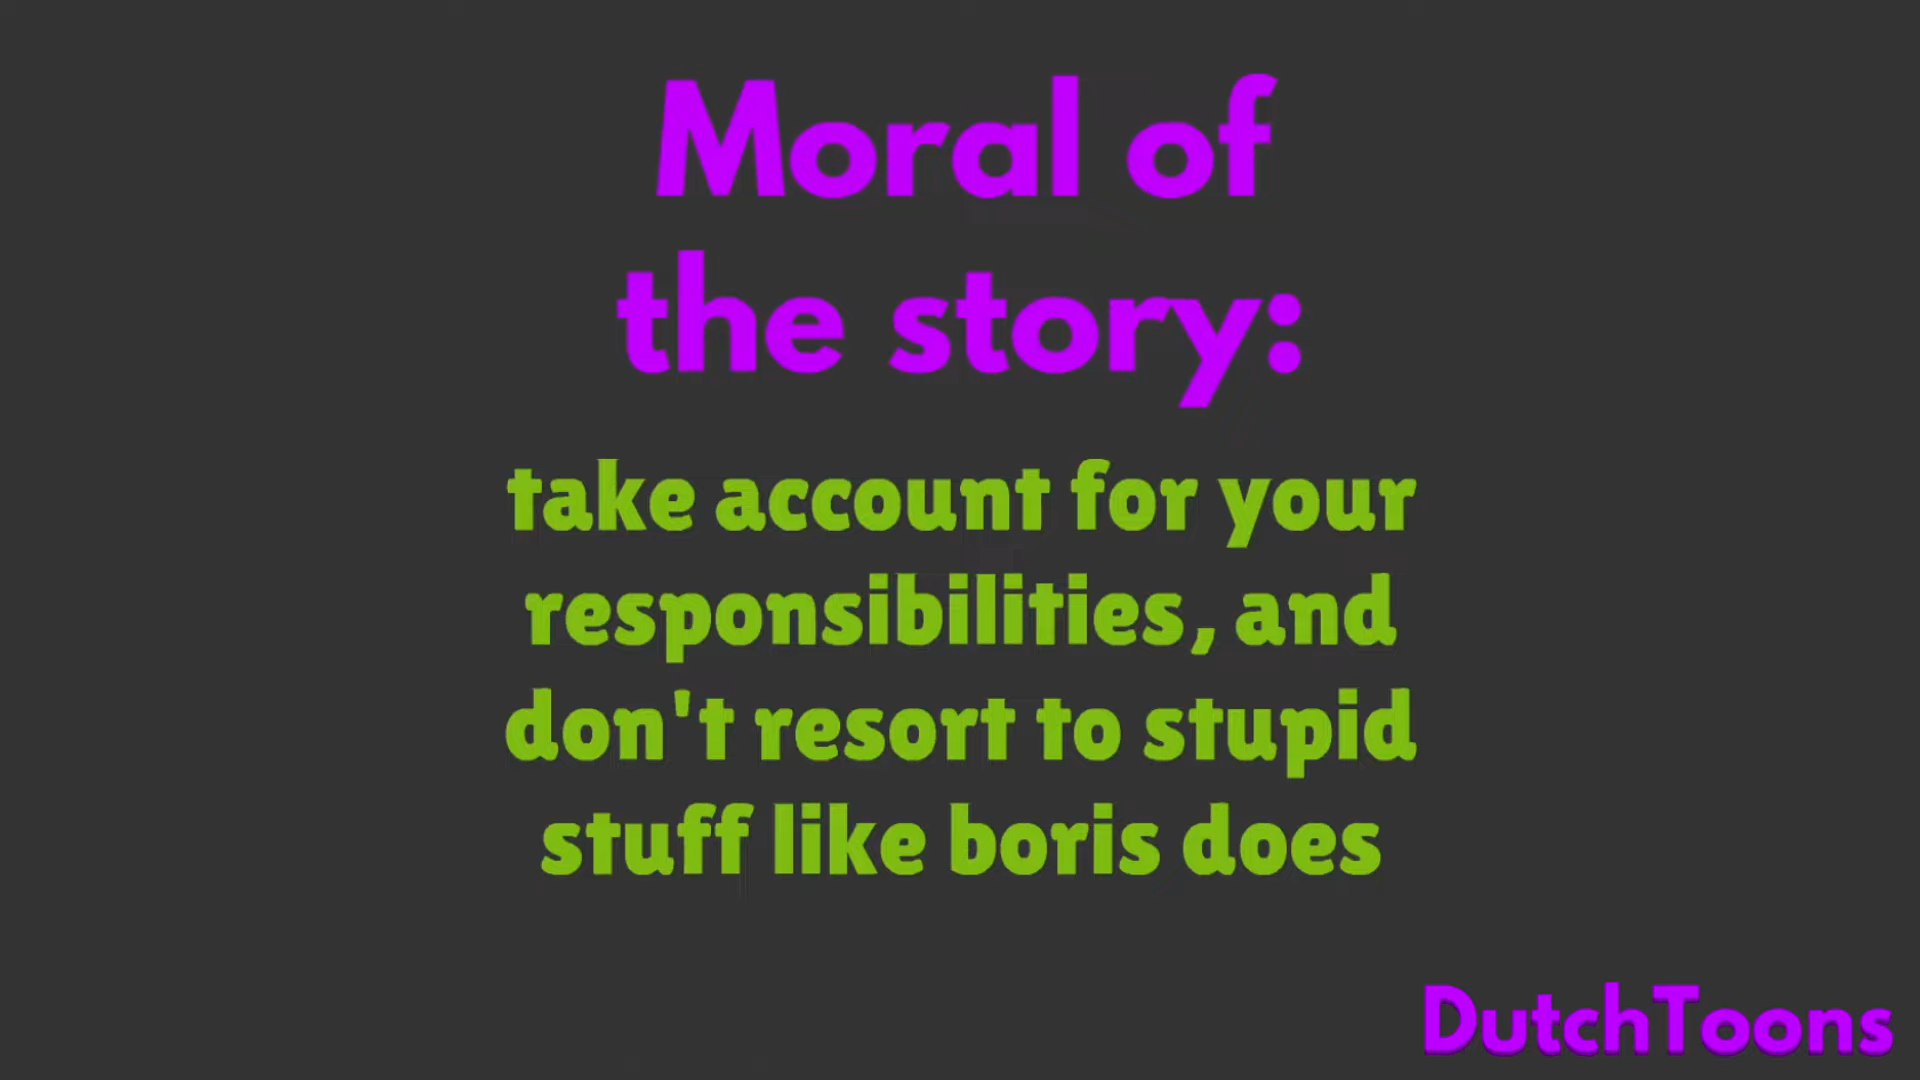 Moral of
the story:
take account for your
responsibilities, and
don't resort to stupid
stuff like boris does
DutchToons